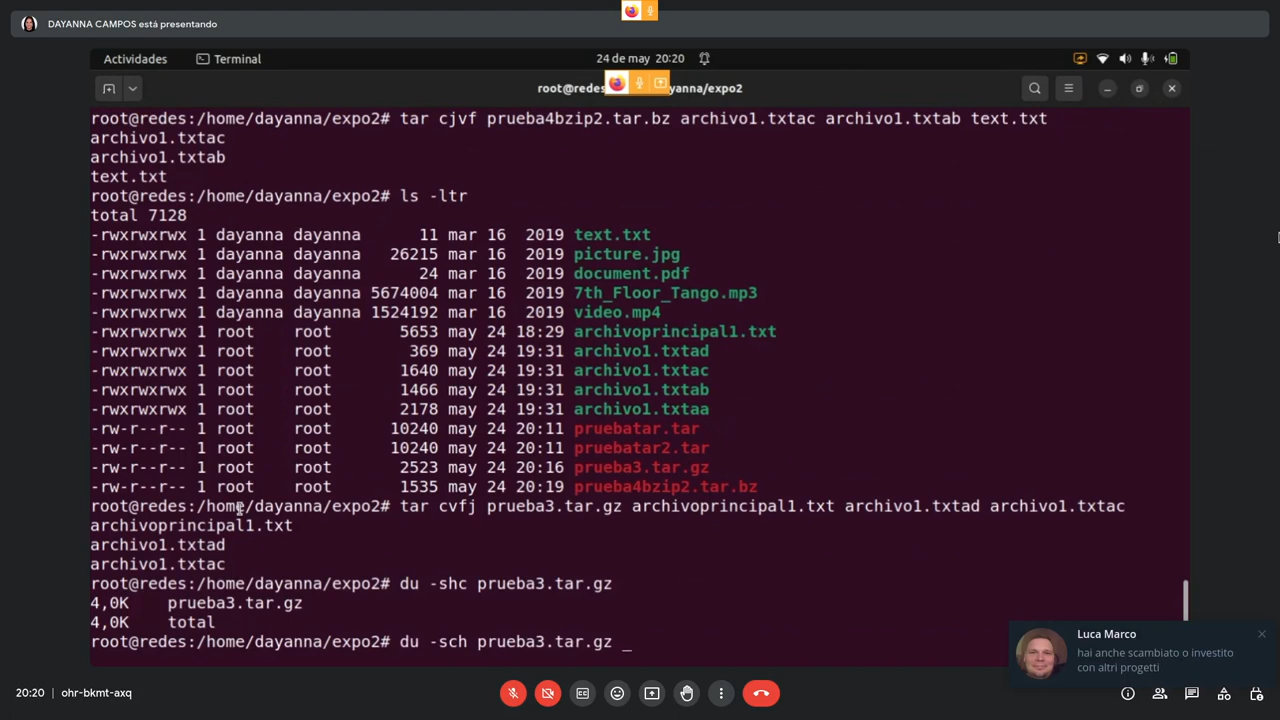 DAYANNA CAMPOS está presentando
Actividades
Terminal
24 de may 20:20
root@redes
yanna/expo2
root@redes:/home/dayanna/expo2# tar cjvf prueba4bzip2.tar.bz archivo1.txtac archivo1.txtab text.txt
archivo1.txtac
archivo1.txtab
text.txt
root@redes:/home/dayanna/expo2# ls -ltr
total 7128
-rwxrwxrwx 1 dayanna dayanna      11 mar 16  2019 text.txt
-rwxrwxrwx 1 dayanna dayanna   26215 mar 16  2019 picture.jpg
-rwxrwxrwx 1 dayanna dayanna      24 mar 16  2019 document.pdf
-rwxrwxrwx 1 dayanna dayanna 5674004 mar 16  2019 7th_Floor_Tango.mp3
-rwxrwxrwx 1 dayanna dayanna 1524192 mar 16  2019 video.mp4
-rwxrwxrwx 1 root    root       5653 may 24 18:29 archivoprincipal1.txt
-rwxrwxrwx 1 root    root        369 may 24 19:31 archivo1.txtad
-rwxrwxrwx 1 root    root       1640 may 24 19:31 archivo1.txtac
-rwxrwxrwx 1 root    root       1466 may 24 19:31 archivo1.txtab
-rwxrwxrwx 1 root    root       2178 may 24 19:31 archivo1.txtaa
-rw-r--r-- 1 root    root      10240 may 24 20:11 pruebatar.tar
-rw-r--r-- 1 root    root      10240 may 24 20:11 pruebatar2.tar
-rw-r--r-- 1 root    root       2523 may 24 20:16 prueba3.tar.gz
-rw-r--r-- 1 root    root       1535 may 24 20:19 prueba4bzip2.tar.bz
root@redes:/home/dayanna/expo2# tar cvfj prueba3.tar.gz archivoprincipal1.txt archivo1.txtad archivo1.txtac
archivoprincipal1.txt
archivo1.txtad
archivo1.txtac
root@redes:/home/dayanna/expo2# du -shc prueba3.tar.gz
4,0K    prueba3.tar.gz
4,0K    total
root@redes:/home/dayanna/expo2# du -sch prueba3.tar.gz _
Luca Marco
hai anche scambiato o investito
con altri progetti
20:20 | ohr-bkmt-axq